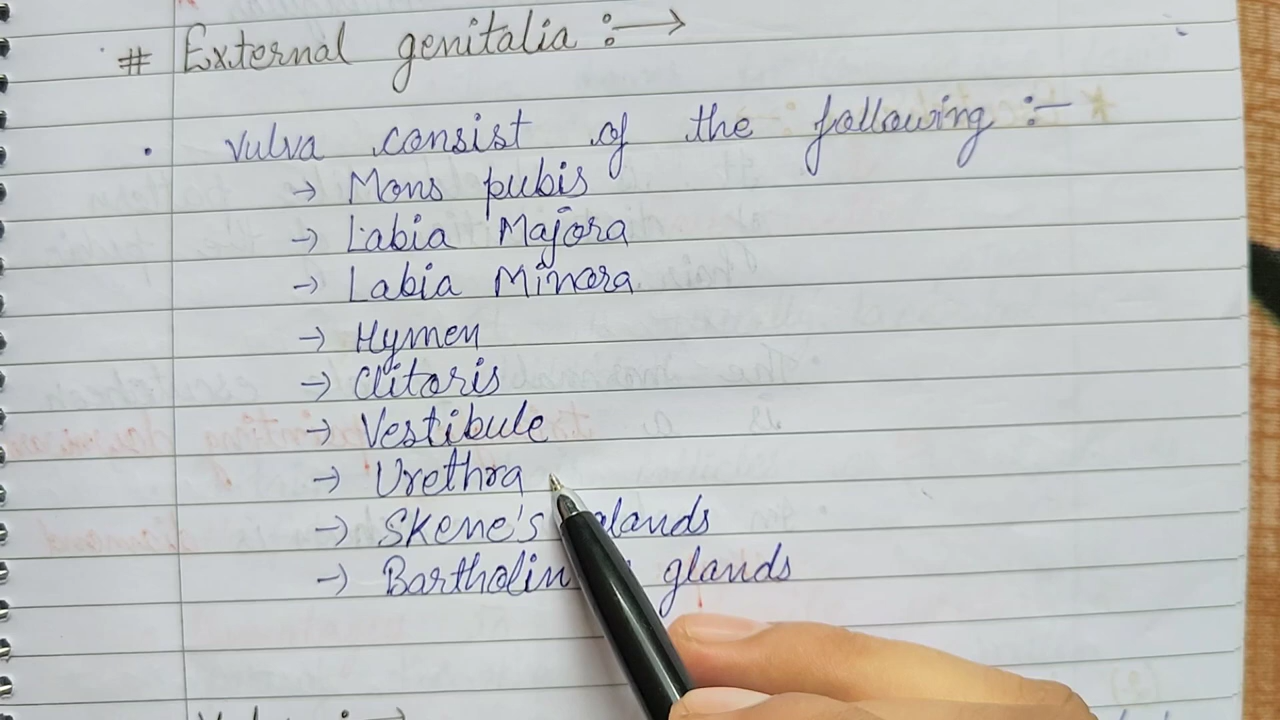 # External genitalia :→
• Vulva consist of the following :-
→ Mons pubis
→ Labia Majora
→ Labia Minora
→ Hymen
→ Clitoris
→ Vestibule
→ Urethra
→ Skene's glands
→ Bartholin glands